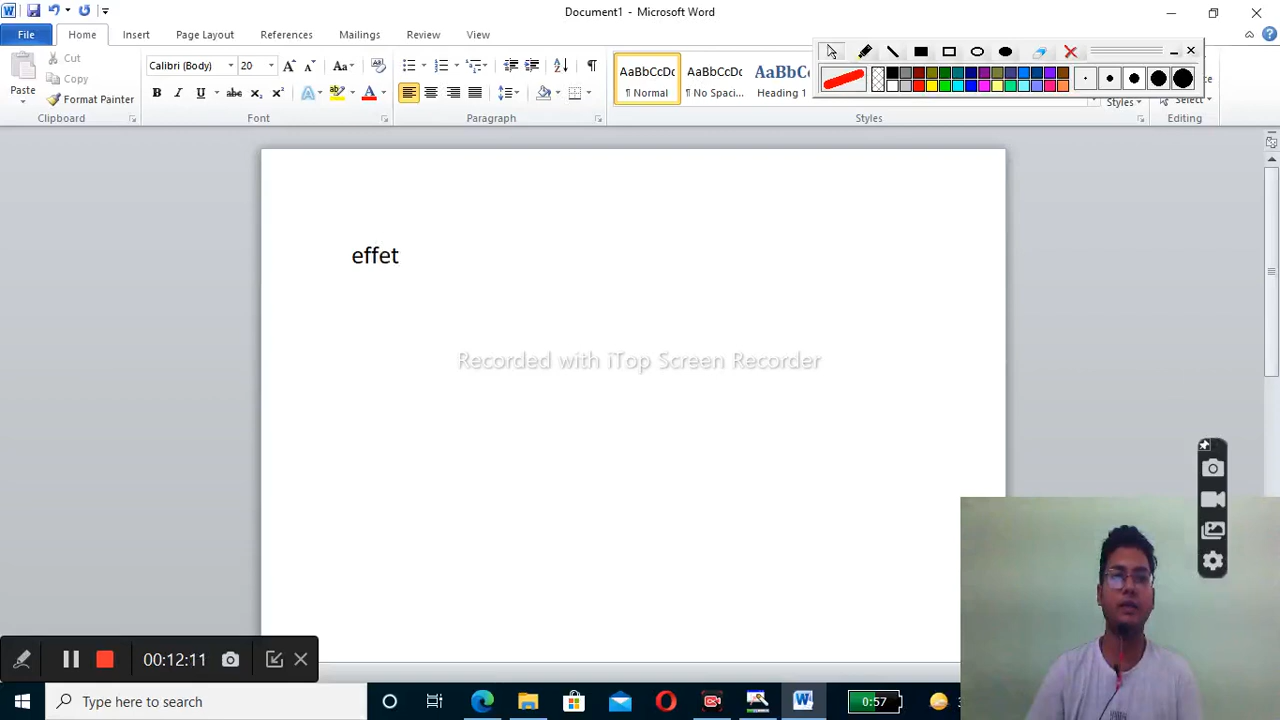 Document1 - Microsoft Word
File Home Insert Page Layout References Mailings Review View
Cut
Copy
Paste
Format Painter
Calibri (Body) 20
AaBbCcDc AaBbCcDc AaBbCc
¶ Normal ¶ No Spaci... Heading 1
Styles
Select
Clipboard Font Paragraph Styles Editing
effet
Recorded with iTop Screen Recorder
00:12:11
Type here to search
0:57